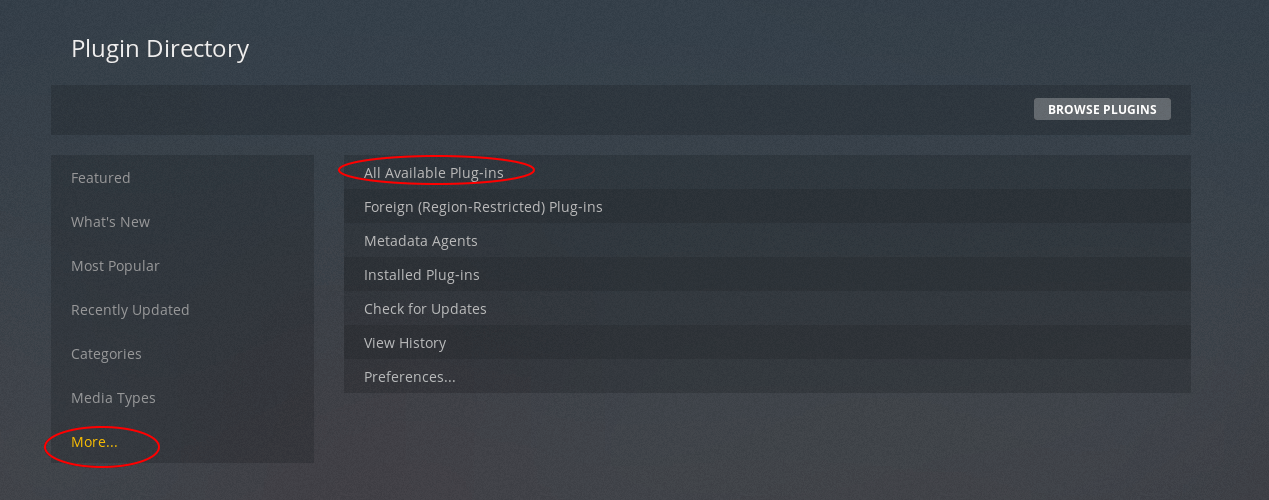 Plugin Directory
BROWSE PLUGINS
Featured
What's New
Most Popular
Recently Updated
Categories
Media Types
More...
All Available Plug-ins
Foreign (Region-Restricted) Plug-ins
Metadata Agents
Installed Plug-ins
Check for Updates
View History
Preferences...